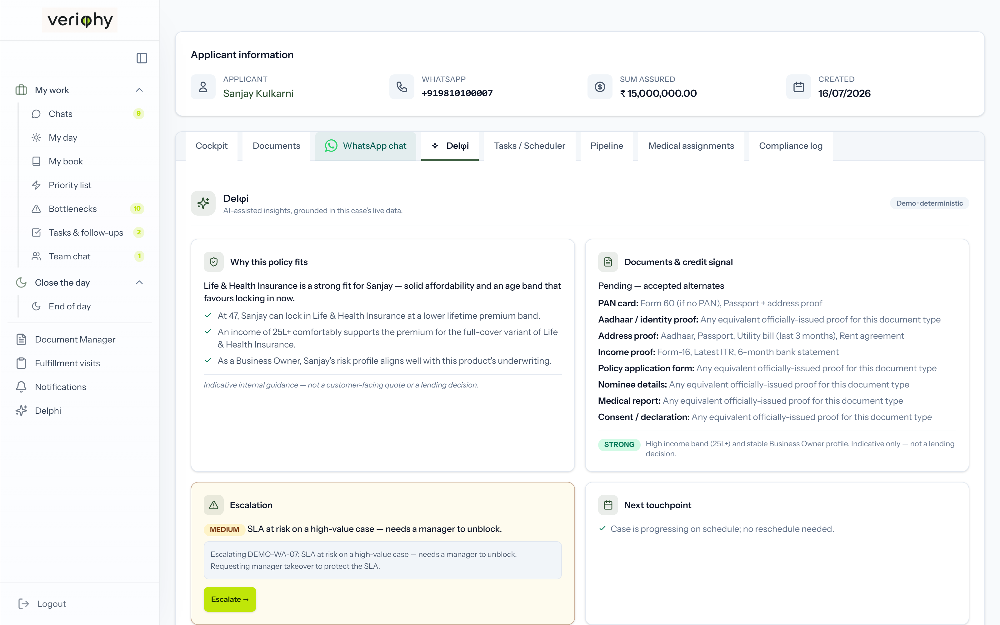 veriφhy
My work
Chats 9
My day
My book
Priority list
Bottlenecks 10
Tasks & follow-ups 2
Team chat 1
Close the day
End of day
Document Manager
Fulfillment visits
Notifications
Delphi
Logout
Applicant information
APPLICANT
Sanjay Kulkarni
WHATSAPP
+919810100007
SUM ASSURED
₹ 15,000,000.00
CREATED
16/07/2026
Cockpit Documents WhatsApp chat Delφi Tasks / Scheduler Pipeline Medical assignments Compliance log
Delφi
AI-assisted insights, grounded in this case's live data.
Demo · deterministic
Why this policy fits
Life & Health Insurance is a strong fit for Sanjay — solid affordability and an age band that
favours locking in now.
At 47, Sanjay can lock in Life & Health Insurance at a lower lifetime premium band.
An income of 25L+ comfortably supports the premium for the full-cover variant of Life
& Health Insurance.
As a Business Owner, Sanjay's risk profile aligns well with this product's underwriting.
Indicative internal guidance — not a customer-facing quote or a lending decision.
Documents & credit signal
Pending — accepted alternates
PAN card: Form 60 (if no PAN), Passport + address proof
Aadhaar / identity proof: Any equivalent officially-issued proof for this document type
Address proof: Aadhaar, Passport, Utility bill (last 3 months), Rent agreement
Income proof: Form-16, Latest ITR, 6-month bank statement
Policy application form: Any equivalent officially-issued proof for this document type
Nominee details: Any equivalent officially-issued proof for this document type
Medical report: Any equivalent officially-issued proof for this document type
Consent / declaration: Any equivalent officially-issued proof for this document type
STRONG High income band (25L+) and stable Business Owner profile. Indicative only — not a lending
decision.
Escalation
MEDIUM SLA at risk on a high-value case — needs a manager to unblock.
Escalating DEMO-WA-07: SLA at risk on a high-value case — needs a manager to unblock.
Requesting manager takeover to protect the SLA.
Escalate →
Next touchpoint
Case is progressing on schedule; no reschedule needed.